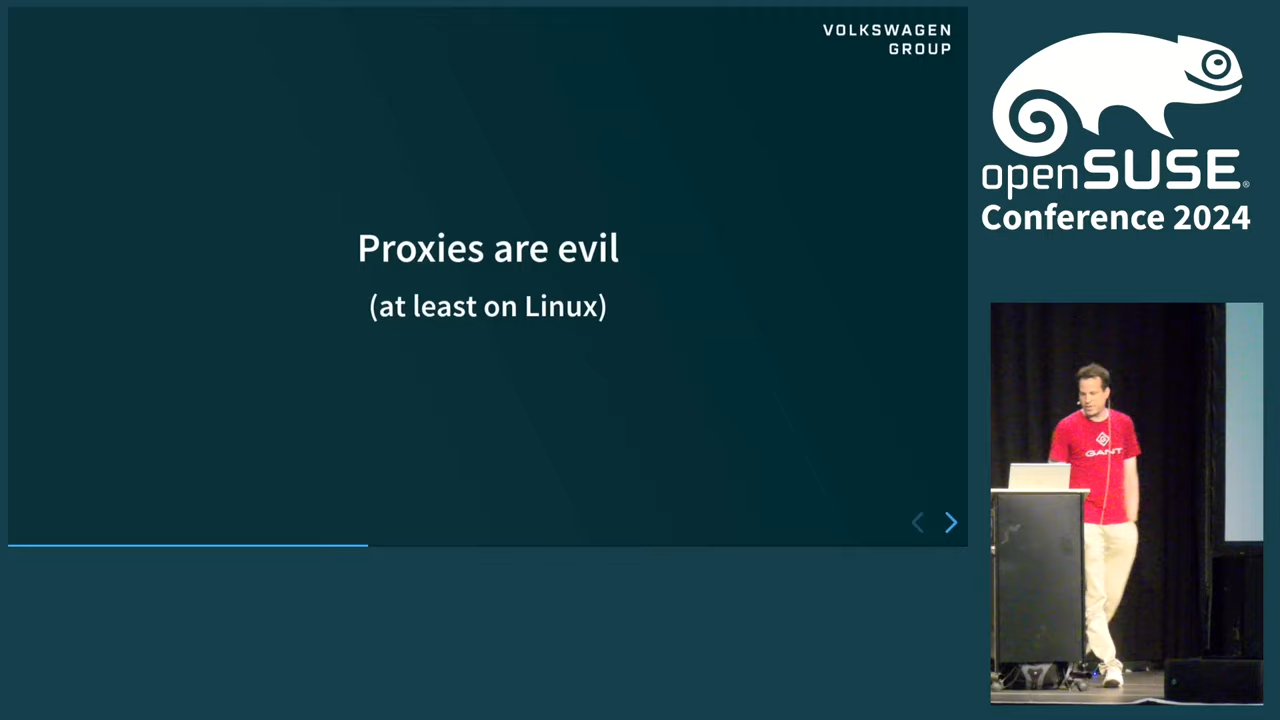 VOLKSWAGEN
GROUP
Proxies are evil
(at least on Linux)
openSUSE®
Conference 2024
GANT